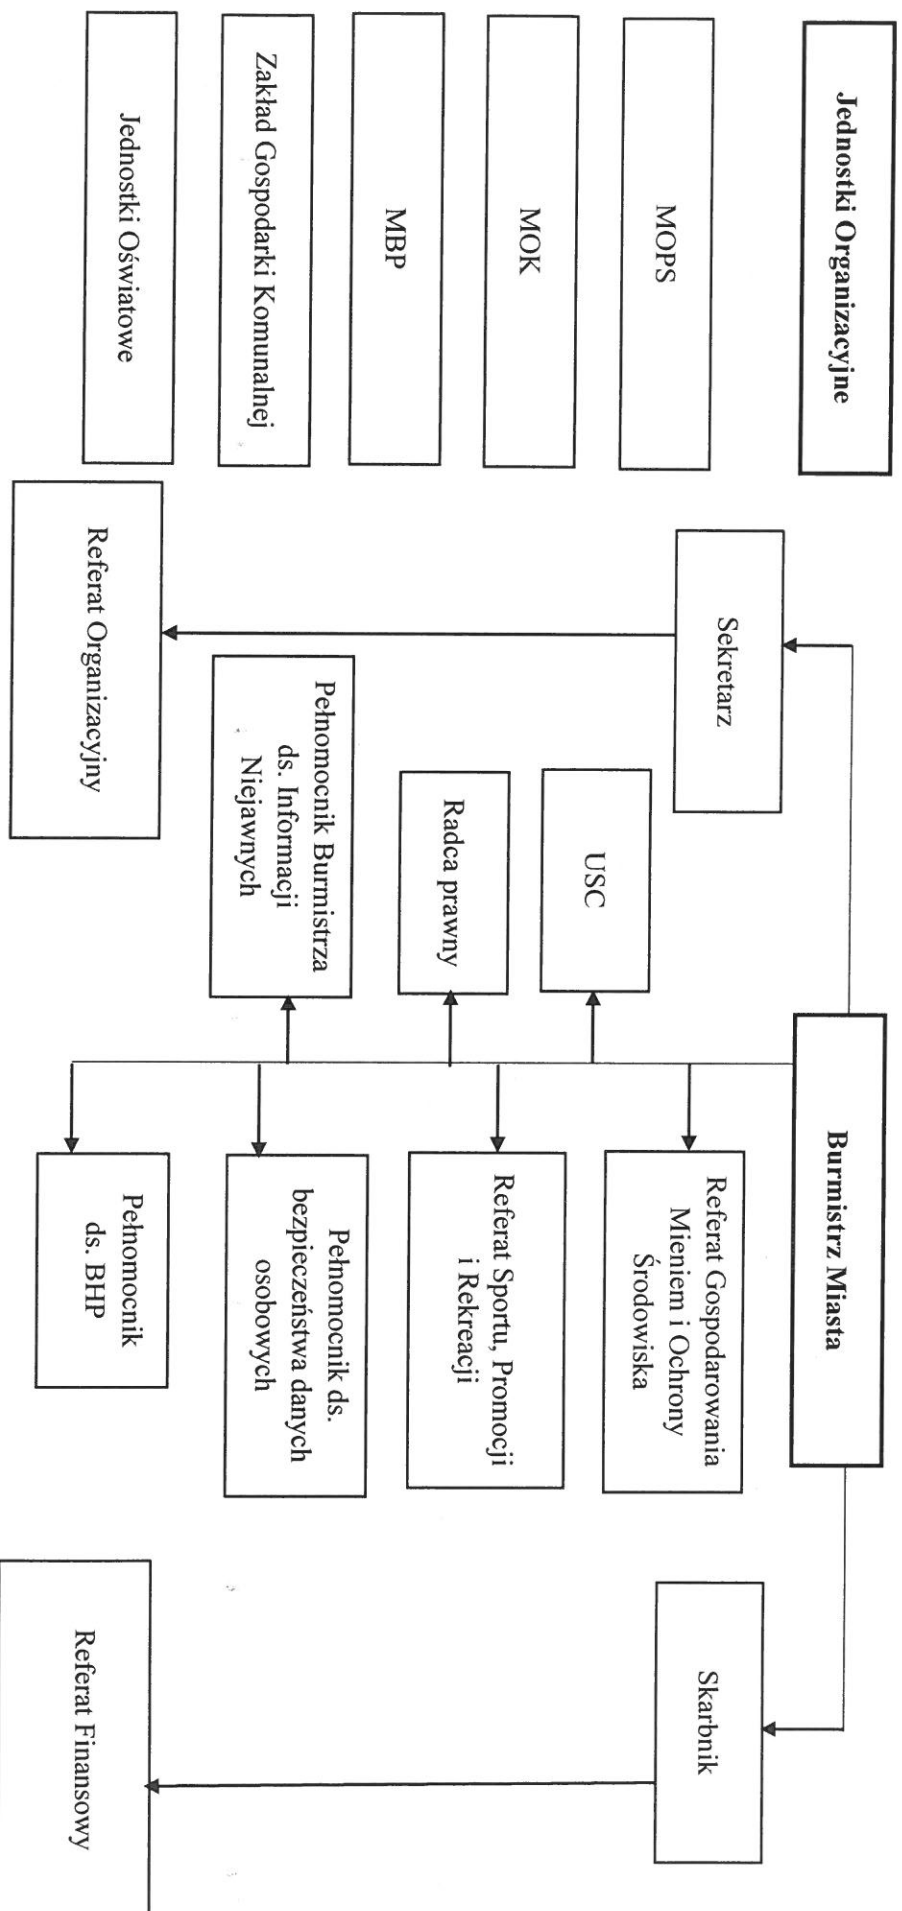 Jednostki Organizacyjne
MOPS
MOK
MBP
Zakład Gospodarki Komunalnej
Jednostki Oświatowe
Burmistrz Miasta
Sekretarz
Referat Organizacyjny
USC
Radca prawny
Pełnomocnik Burmistrza
ds. Informacji
Niejawnych
Referat Gospodarowania
Mieniem i Ochrony
Środowiska
Referat Sportu, Promocji
i Rekreacji
Pełnomocnik ds.
bezpieczeństwa danych
osobowych
Pełnomocnik
ds. BHP
Skarbnik
Referat Finansowy